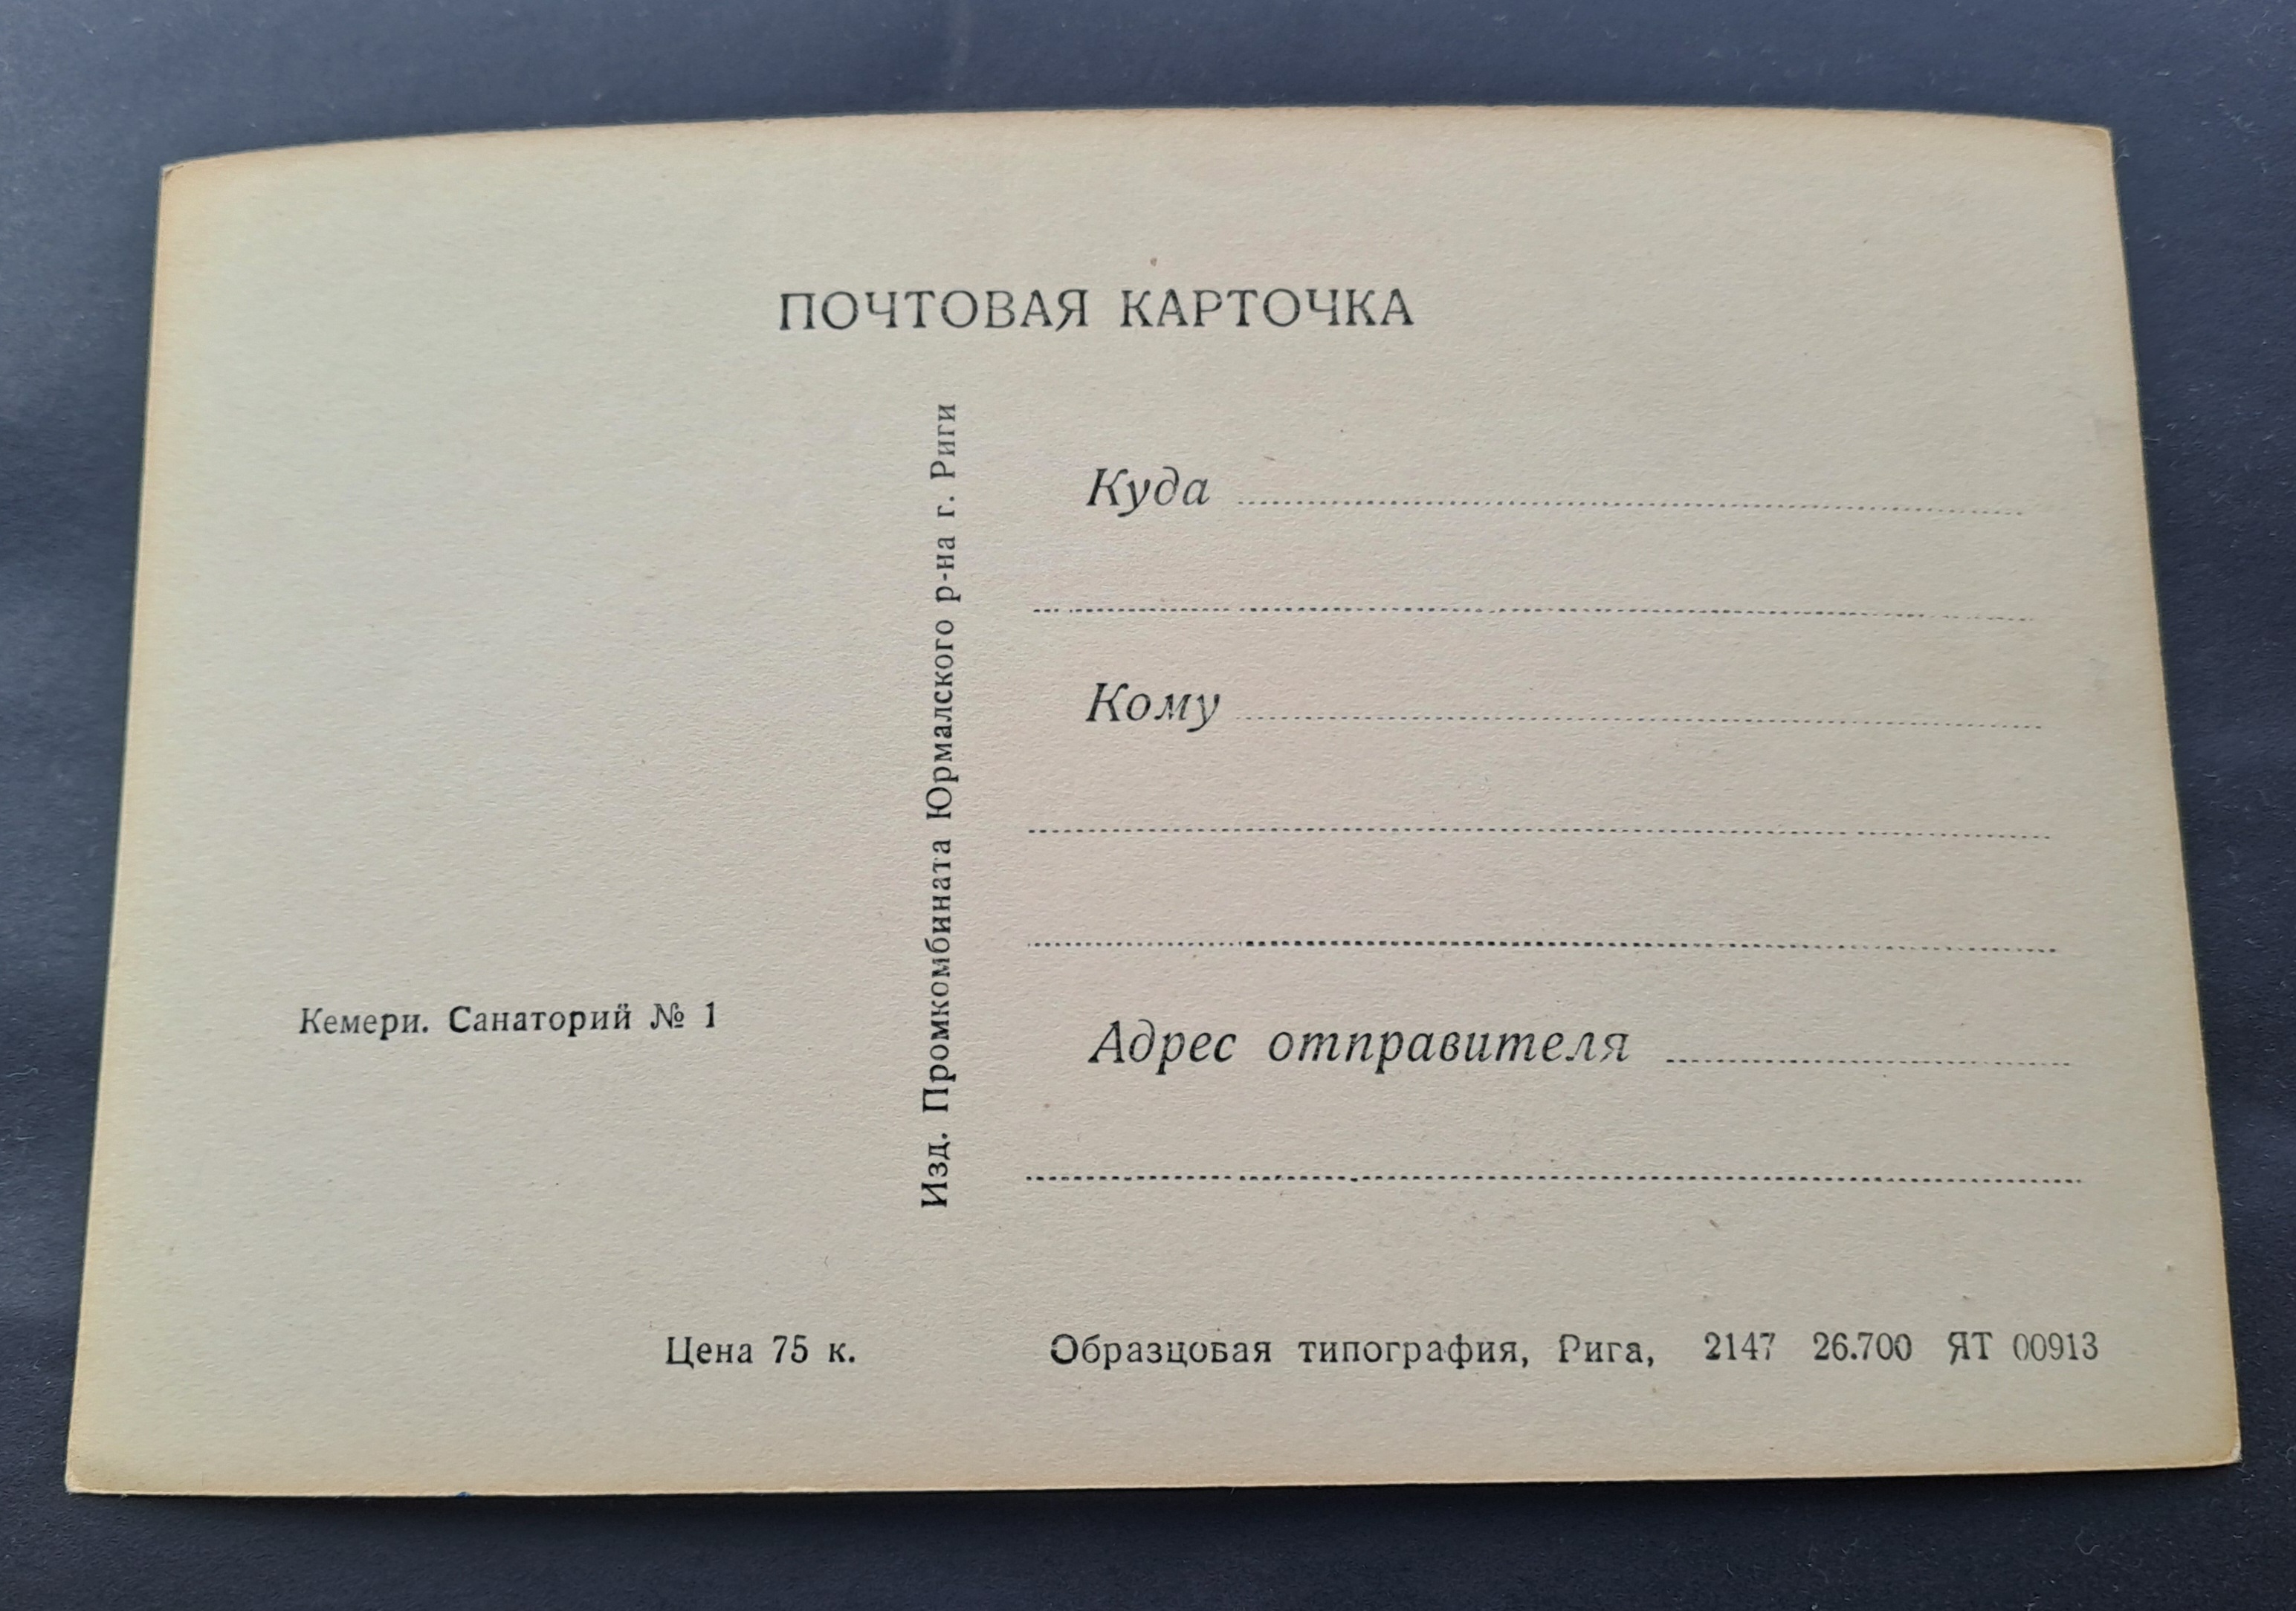 ПОЧТОВАЯ КАРТОЧКА
Кемери. Санаторий № 1
Цена 75 к.
Изд. Промкомбината Юрмалского р-на г. Риги
Куда
Кому
Адрес отправителя
Образцовая типография, Рига, 2147 26.700 ЯТ 00913